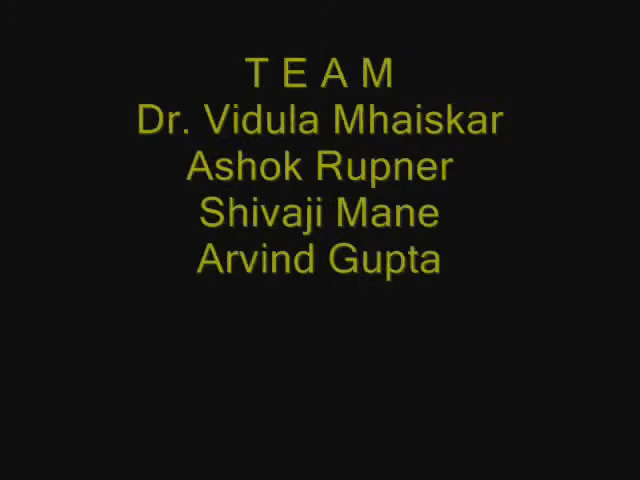 T E A M
Dr. Vidula Mhaiskar
Ashok Rupner
Shivaji Mane
Arvind Gupta